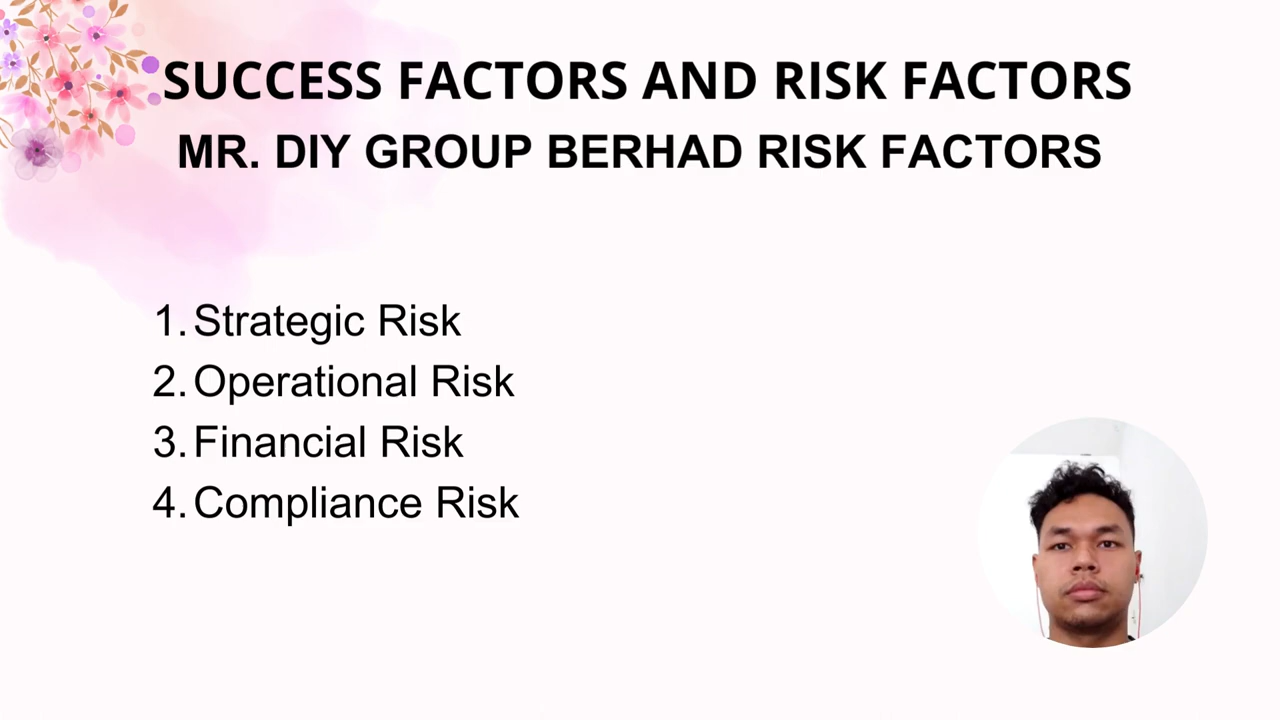 SUCCESS FACTORS AND RISK FACTORS
MR. DIY GROUP BERHAD RISK FACTORS
1. Strategic Risk
2. Operational Risk
3. Financial Risk
4. Compliance Risk